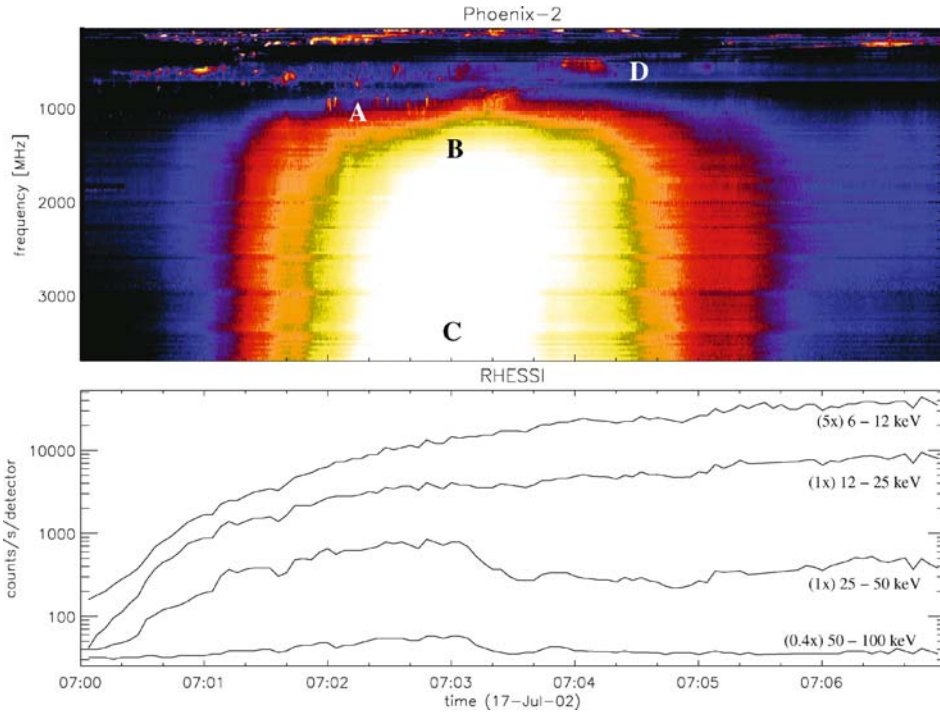 Phoenix-2
frequency [MHz]
1000
2000
3000
A
B
C
D
RHESSI
counts/s/detector
10000
1000
100
(5x) 6 – 12 keV
(1x) 12 – 25 keV
(1x) 25 – 50 keV
(0.4x) 50 – 100 keV
07:00 07:01 07:02 07:03 07:04 07:05 07:06
time (17-Jul-02)